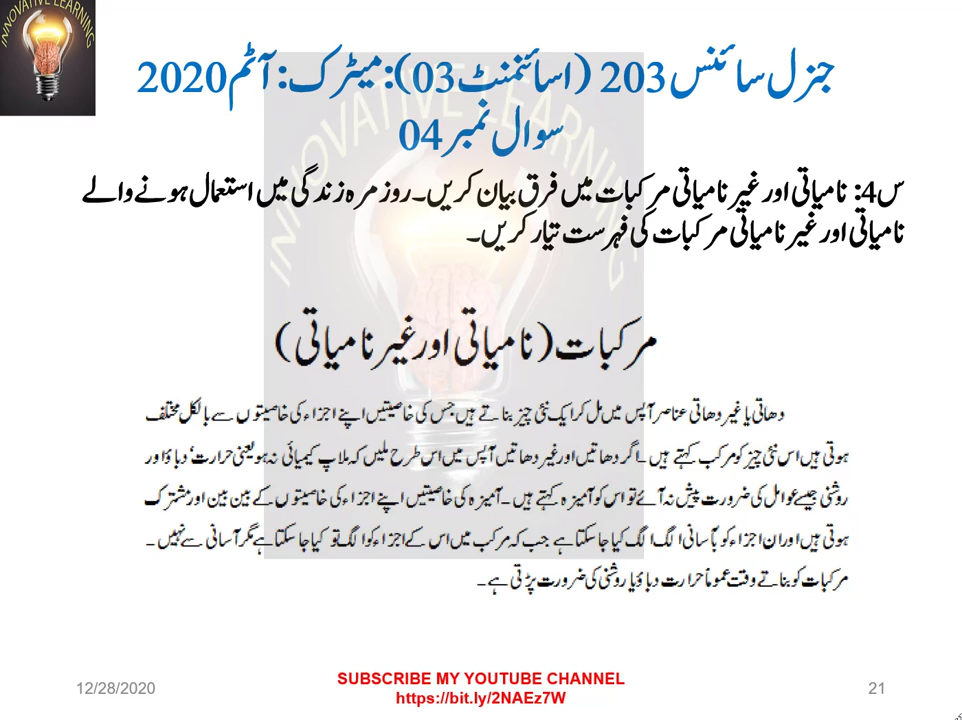 INNOVATIVE LEARNING
جنرل سائنس 203 (اسائنمنٹ 03): میٹرک: آٹم 2020
سوال نمبر 04
س4: نامیاتی اور غیر نامیاتی مرکبات میں فرق بیان کریں۔ روزمرہ زندگی میں استعمال ہونے والے
نامیاتی اور غیر نامیاتی مرکبات کی فہرست تیار کریں۔
مرکبات (نامیاتی اور غیر نامیاتی)
دھاتی یا غیر دھاتی عناصر آپس میں مل کر ایک نئی چیز بناتے ہیں جس کی خاصیتیں اپنے اجزاء کی خاصیتوں سے بالکل مختلف
ہوتی ہیں اس نئی چیز کو مرکب کہتے ہیں۔ اگر دھاتیں اور غیر دھاتیں آپس میں اس طرح ملیں کہ ملاپ کیمیائی نہ ہو یعنی حرارت‘ دباؤ اور
روشنی جیسے عوامل کی ضرورت پیش نہ آئے تو اس کو آمیزہ کہتے ہیں۔ آمیزہ کی خاصیتیں اپنے اجزاء کی خاصیتوں کے بین بین اور مشترک
ہوتی ہیں اور ان اجزاء کو بآسانی الگ الگ کیا جا سکتا ہے جب کہ مرکب میں اس کے اجزاء کو الگ تو کیا جا سکتا ہے مگر آسانی سے نہیں۔
مرکبات کو بناتے وقت عموماً حرارت دباؤ یا روشنی کی ضرورت پڑتی ہے۔
12/28/2020
SUBSCRIBE MY YOUTUBE CHANNEL
https://bit.ly/2NAEz7W
21